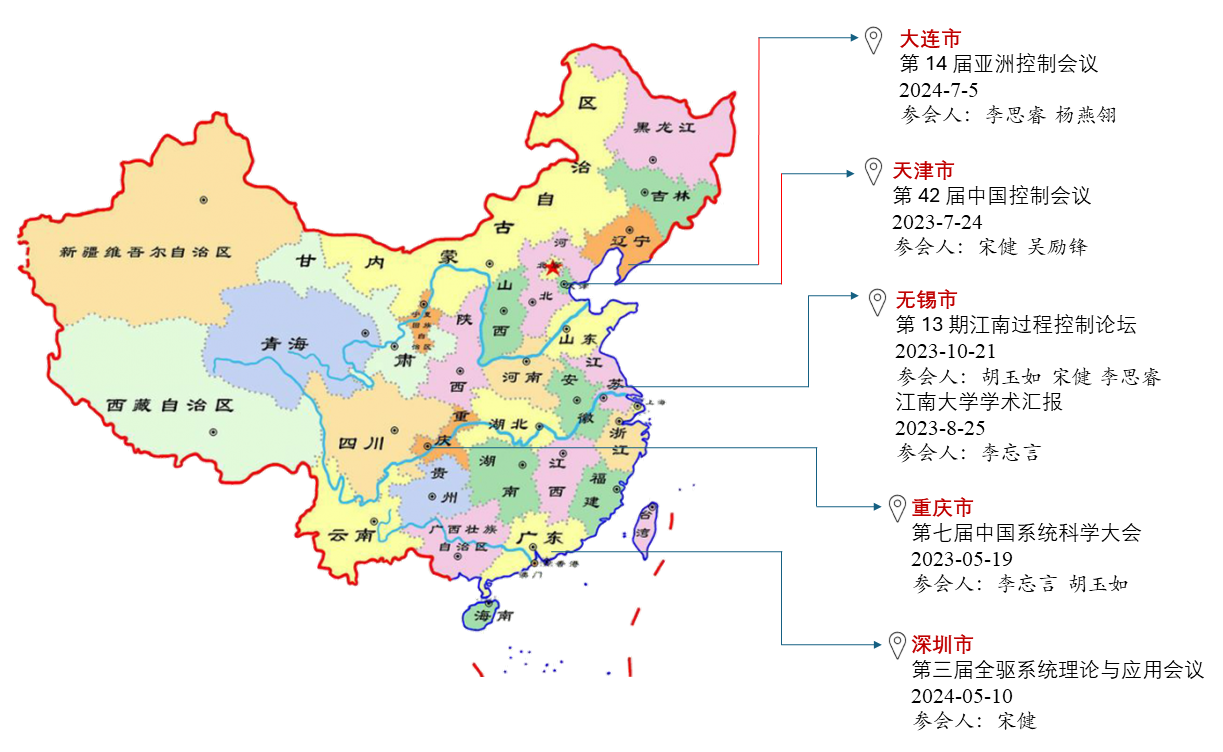 大连市
第 14 届亚洲控制会议
2024-7-5
参会人：李思睿 杨燕翎
天津市
第 42 届中国控制会议
2023-7-24
参会人：宋健 吴励锋
无锡市
第 13 期江南过程控制论坛
2023-10-21
参会人：胡玉如 宋健 李思睿
江南大学学术汇报
2023-8-25
参会人：李忘言
重庆市
第七届中国系统科学大会
2023-05-19
参会人：李忘言 胡玉如
深圳市
第三届全驱系统理论与应用会议
2024-05-10
参会人：宋健
黑龙江
吉林
辽宁
内蒙古自治区
新疆维吾尔自治区
甘肃
青海
西藏自治区
宁夏回族自治区
陕西
山西
河北
北京
天津
山东
河南
江苏
安徽
上海
浙江
湖北
重庆
四川
贵州
湖南
江西
福建
台湾
云南
广西壮族
自治区
广东
香港
澳门
海南